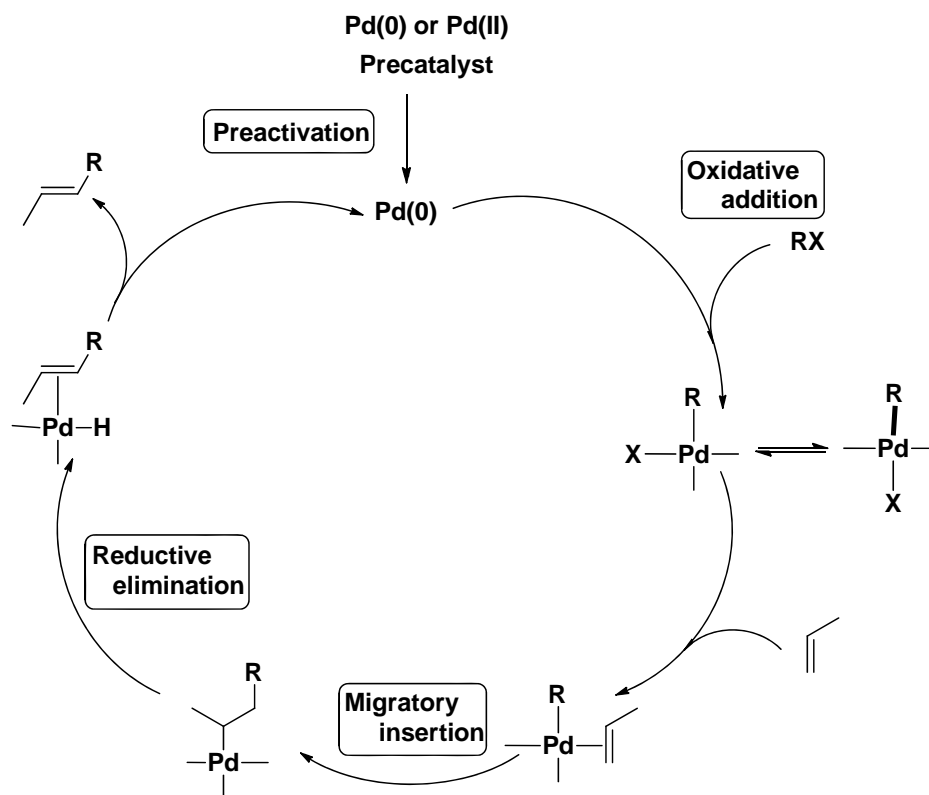 Pd(0) or Pd(II)
Precatalyst
Preactivation
Pd(0)
Oxidative
addition
RX
R
X Pd
R
Pd
X
R
Pd
Migratory
insertion
R
Pd
Reductive
elimination
R
Pd H
R